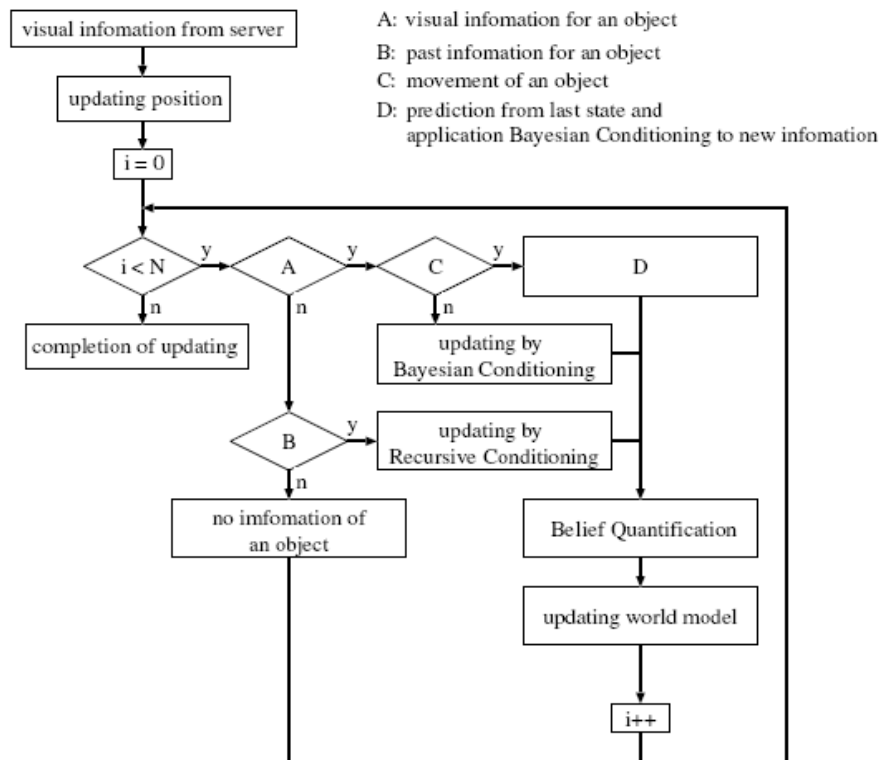 visual infomation from server
updating position
i = 0
A: visual infomation for an object
B: past infomation for an object
C: movement of an object
D: prediction from last state and
application Bayesian Conditioning to new infomation
i < N
y
A
y
C
y
D
n
n
n
completion of updating
updating by
Bayesian Conditioning
B
y
updating by
Recursive Conditioning
n
no imfomation of
an object
Belief Quantification
updating world model
i++